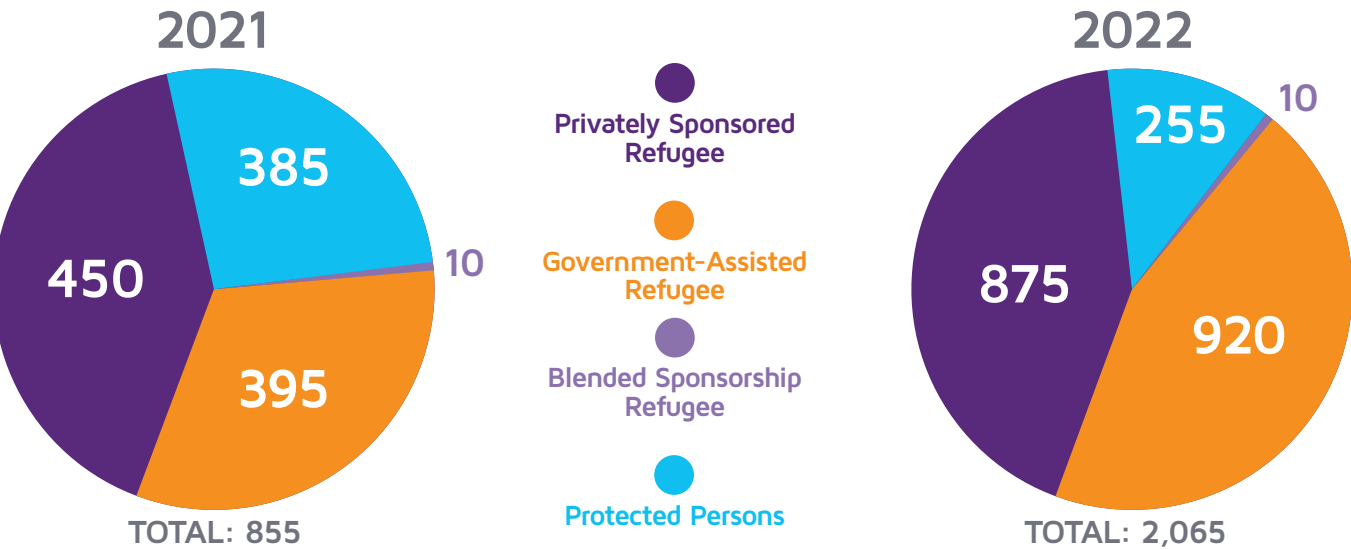 2021
385
450
10
395
TOTAL: 855
Privately Sponsored
Refugee
Government-Assisted
Refugee
Blended Sponsorship
Refugee
Protected Persons
2022
10
255
875
920
TOTAL: 2,065